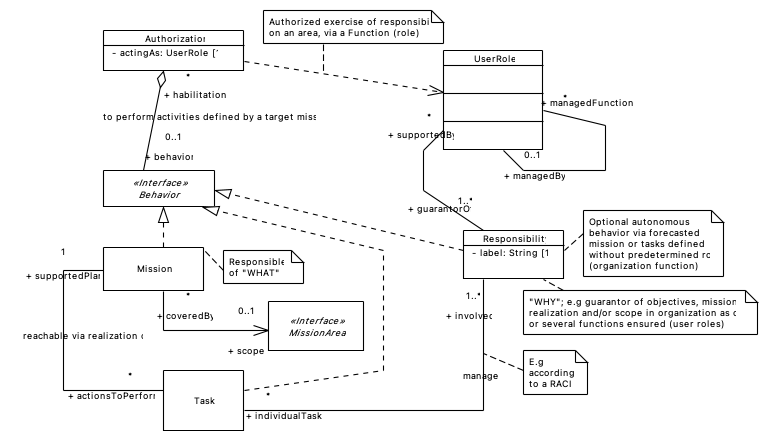 Authorized exercise of responsibi
on an area, via a Function (role)
Authorization
- actingAs: UserRole [
UserRole
*
+ habilitation
*
+ managedFunction
to perform activities defined by a target miss
*
+ supportedBy
0..1
+ behavior
0..1
+ managedBy
«Interface»
Behavior
1..*
+ guarantorO
Optional autonomous
behavior via forecasted
mission or tasks defined
without predetermined ro
(organization function)
Responsibilit
- label: String [1
1
+ supportedPlan
Mission
Responsible
of "WHAT"
*
+ coveredBy
0..1
+ scope
«Interface»
MissionArea
1..*
+ involved
"WHY"; e.g guarantor of objectives, mission
realization and/or scope in organization as
or several functions ensured (user roles)
reachable via realization
E.g
according
to a RACI
manage
*
+ actionsToPerform
Task
*
+ individualTask